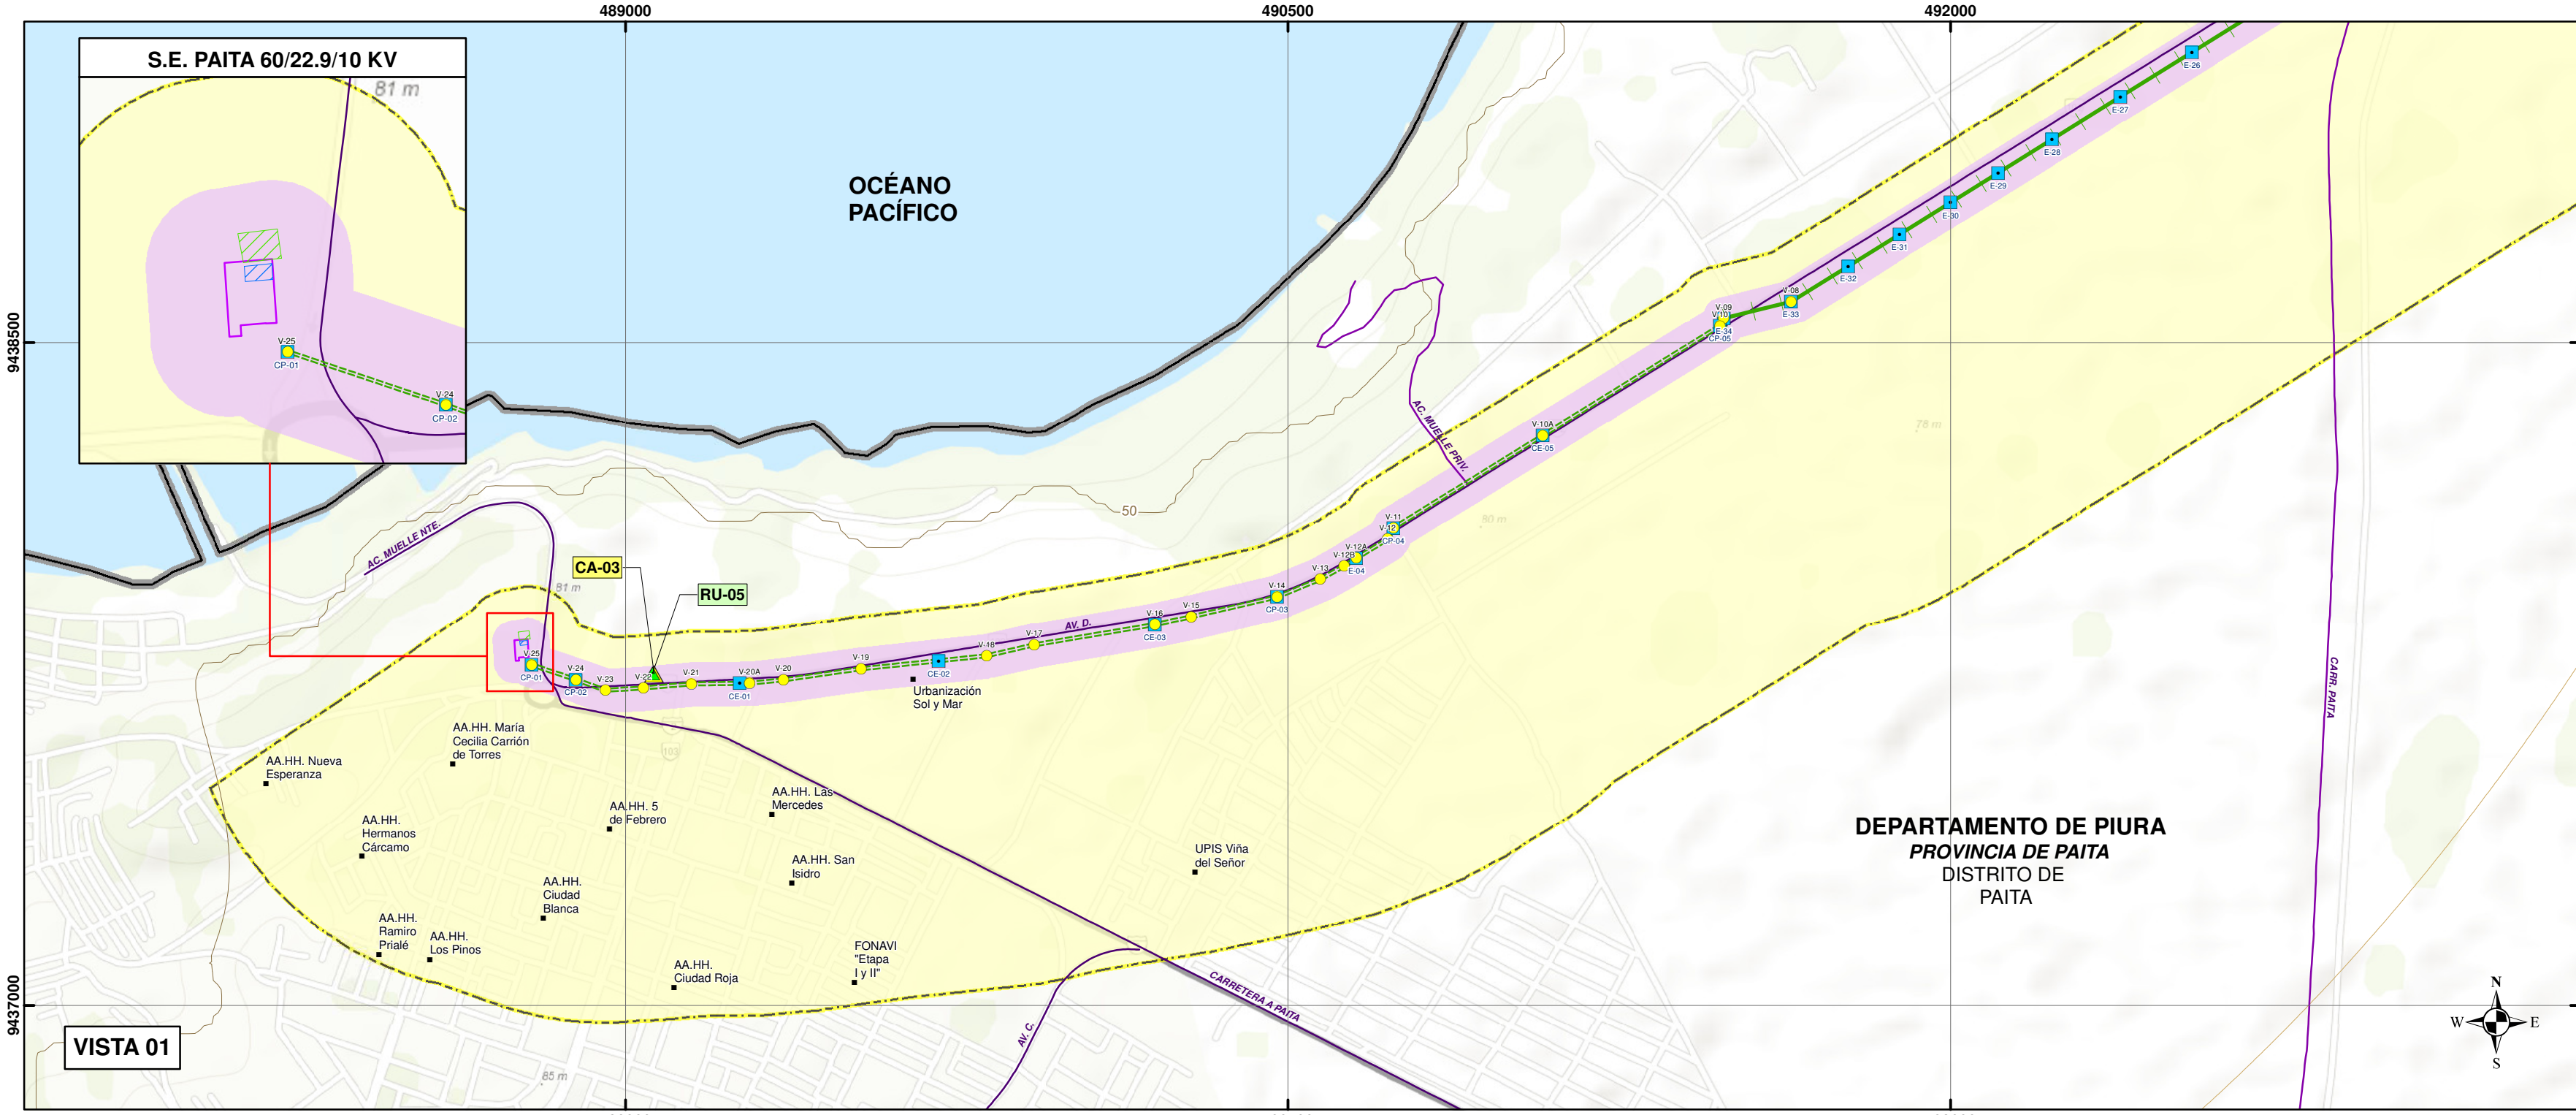 489000
490500
492000
S.E. PAITA 60/22.9/10 KV
81 m
V-25
CP-01
V-24
CP-02
OCÉANO
PACÍFICO
E-26
E-27
E-28
E-29
E-30
E-31
E-32
V-08
E-33
V-09
V-10
E-34
CP-05
9438500
V-10A
CE-05
AC. MUELLE PRIV.
78 m
80 m
50
V-11
V-12
CP-04
V-12A
V-12B
E-04
V-13
V-14
CP-03
V-15
V-16
CE-03
AV. D.
V-17
V-18
CE-02
V-19
V-20
V-20A
CE-01
V-21
V-22
V-23
V-24
CP-02
V-25
CP-01
AC. MUELLE NTE.
81 m
CA-03
RU-05
Urbanización
Sol y Mar
103
AA.HH. María
Cecilia Carrión
de Torres
AA.HH. Nueva
Esperanza
AA.HH. Las
Mercedes
AA.HH. 5
de Febrero
AA.HH.
Hermanos
Cárcamo
AA.HH. San
Isidro
UPIS Viña
del Señor
AA.HH.
Ciudad
Blanca
AA.HH.
Ramiro
Prialé
AA.HH.
Los Pinos
AA.HH.
Ciudad Roja
FONAVI
"Etapa
I y II"
CARR. PAITA
DEPARTAMENTO DE PIURA
PROVINCIA DE PAITA
DISTRITO DE
PAITA
CARRETERA A PAITA
AV. C.
9437000
VISTA 01
85 m
N
W
E
S